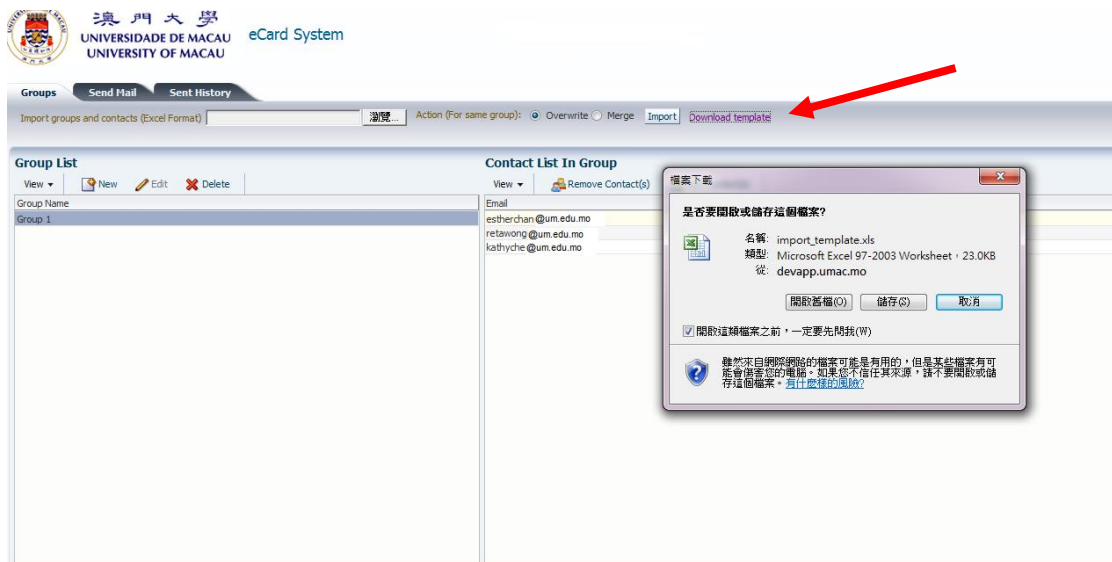 澳門大學
UNIVERSIDADE DE MACAU
UNIVERSITY OF MACAU
eCard System
Groups Send Mail Sent History
Import groups and contacts (Excel Format) 瀏覽... Action (For same group): Overwrite Merge Import Download template
Group List
View New Edit Delete
Group Name
Group 1
Contact List In Group
View Remove Contact(s)
Email
estherchan@um.edu.mo
retawong@um.edu.mo
kathyche@um.edu.mo
檔案下載
是否要開啟或儲存這個檔案?
名稱: import_template.xls
類型: Microsoft Excel 97-2003 Worksheet，23.0KB
從: devapp.umac.mo
開啟舊檔(O) 儲存(S) 取消
開啟這類檔案之前，一定要先問我(W)
雖然來自網際網路的檔案可能是有用的，但是某些檔案有可
能會傷害您的電腦。如果您不信任其來源，請不要開啟或儲
存這個檔案。有什麼樣的風險?